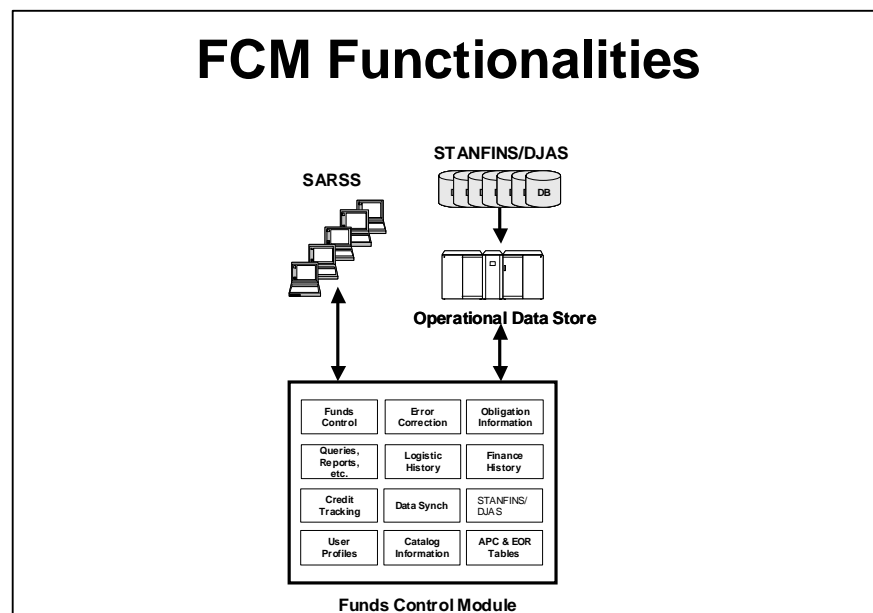 FCM Functionalities
STANFINS/DJAS
SARSS
DB
Operational Data Store
Funds
Control
Error
Correction
Obligation
Information
Queries,
Reports,
etc.
Logistic
History
Finance
History
Credit
Tracking
Data Synch
STANFINS/
DJAS
User
Profiles
Catalog
Information
APC & EOR
Tables
Funds Control Module